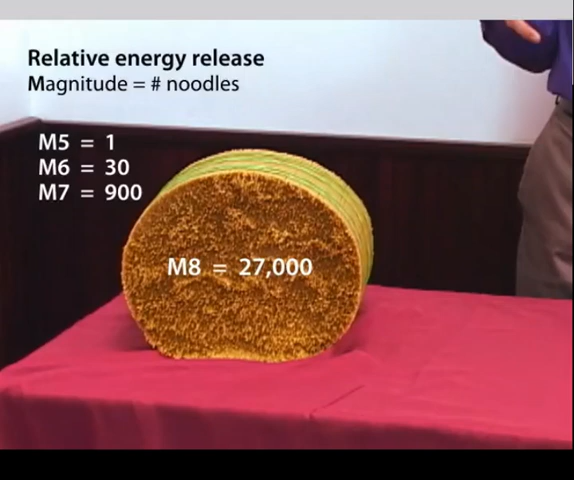 Relative energy release
Magnitude = # noodles
M5 = 1
M6 = 30
M7 = 900
M8 = 27,000